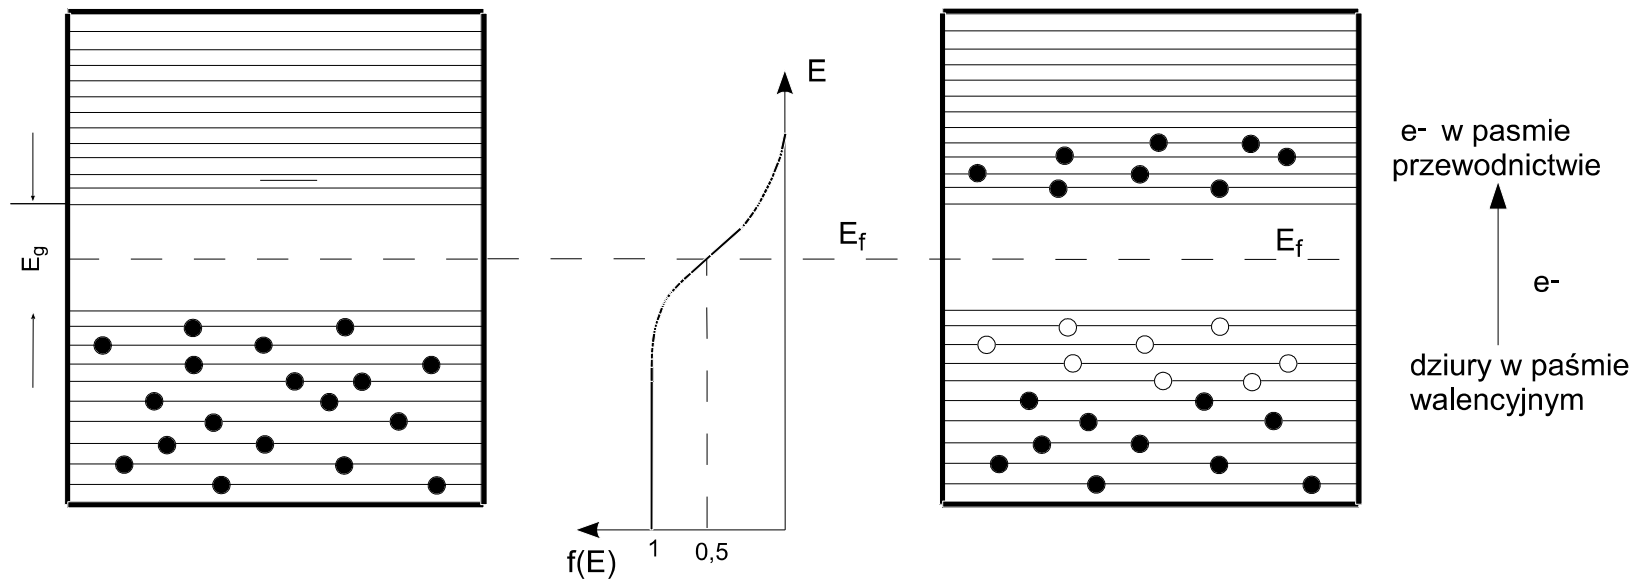 E
e- w pasmie
przewodnictwie
E_f
E_f
E_g
e-
dziury w paśmie
walencyjnym
1
0,5
f(E)